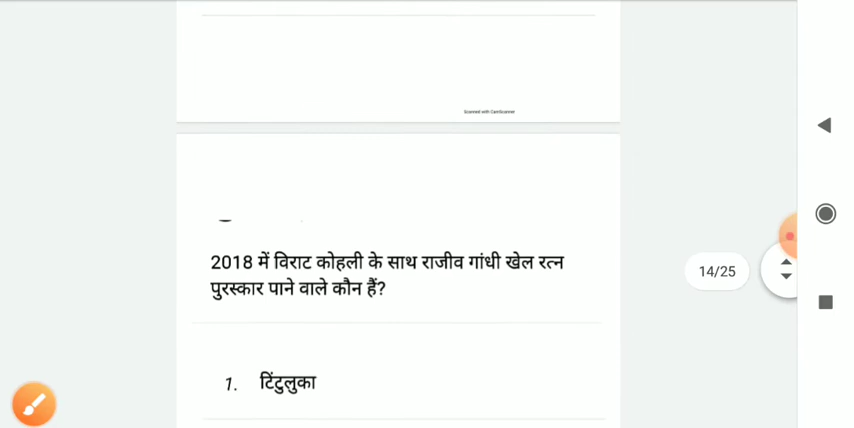 Scanned with CamScanner
2018 में विराट कोहली के साथ राजीव गांधी खेल रत्न
पुरस्कार पाने वाले कौन हैं?
14/25
1. टिंटुलुका